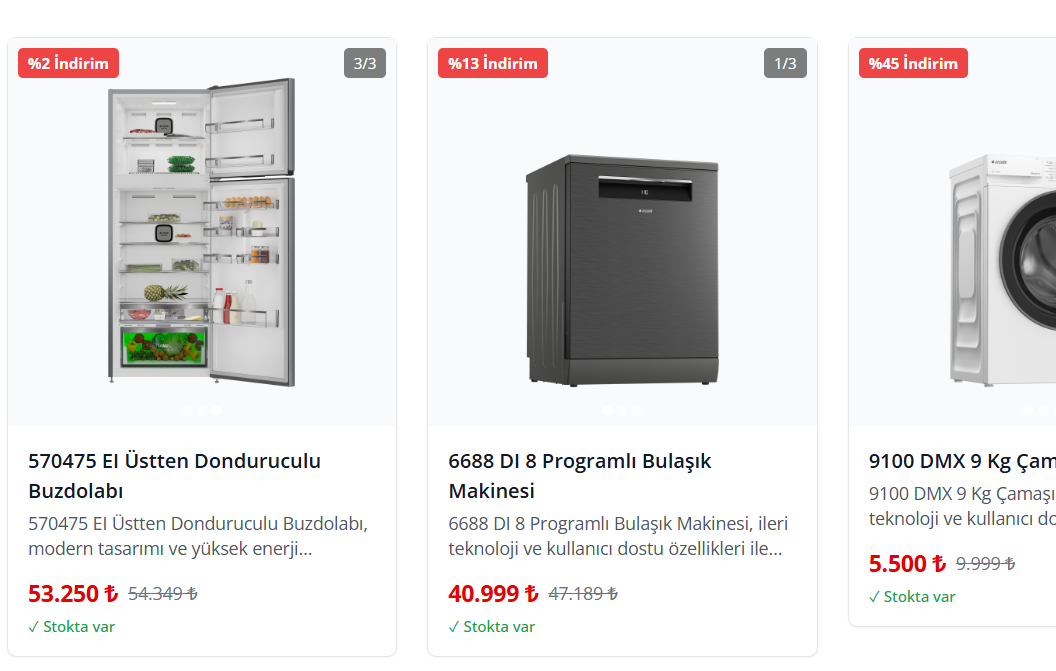 %2 İndirim
3/3
570475 EI Üstten Donduruculu
Buzdolabı
570475 EI Üstten Donduruculu Buzdolabı,
modern tasarımı ve yüksek enerji...
53.250 ₺ 54.349 ₺
✓ Stokta var
%13 İndirim
1/3
arçelik
6688 DI 8 Programlı Bulaşık
Makinesi
6688 DI 8 Programlı Bulaşık Makinesi, ileri
teknoloji ve kullanıcı dostu özellikleri ile...
40.999 ₺ 47.189 ₺
✓ Stokta var
%45 İndirim
arçelik
9100 DMX 9 Kg Çam
9100 DMX 9 Kg Çamaşı
teknoloji ve kullanıcı do
5.500 ₺ 9.999 ₺
✓ Stokta var